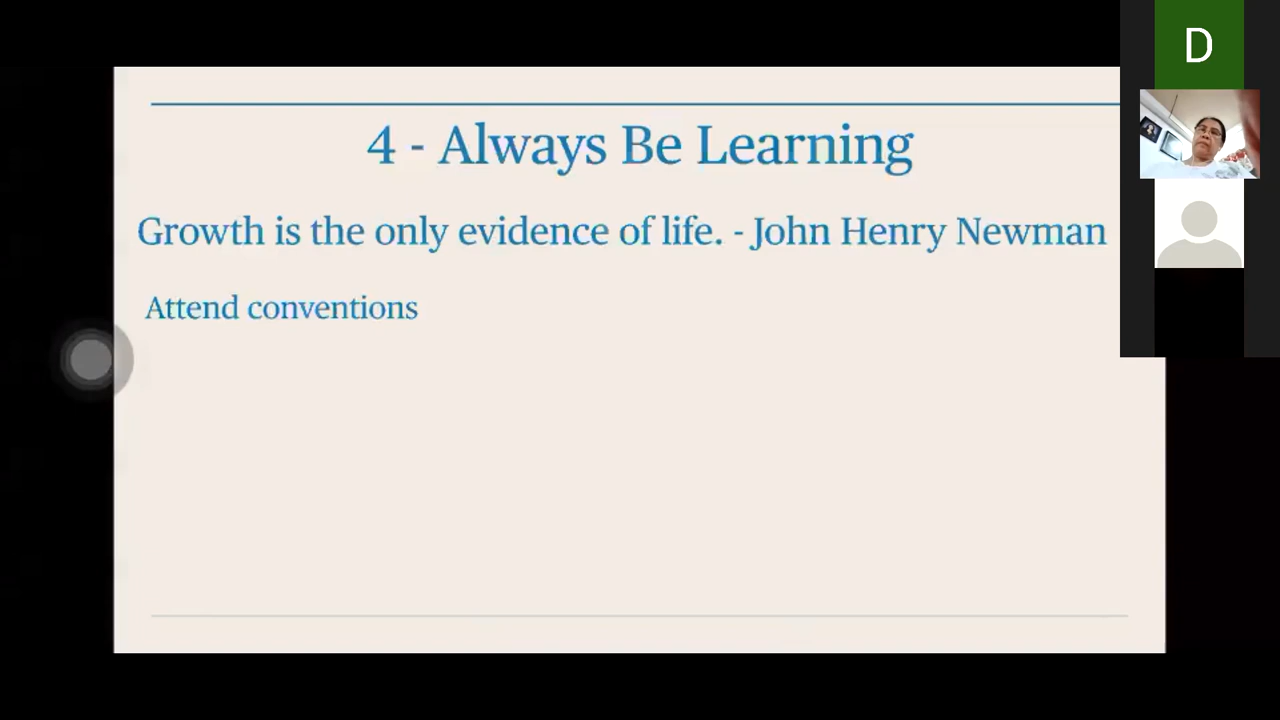 4 - Always Be Learning
Growth is the only evidence of life. - John Henry Newman
Attend conventions
D